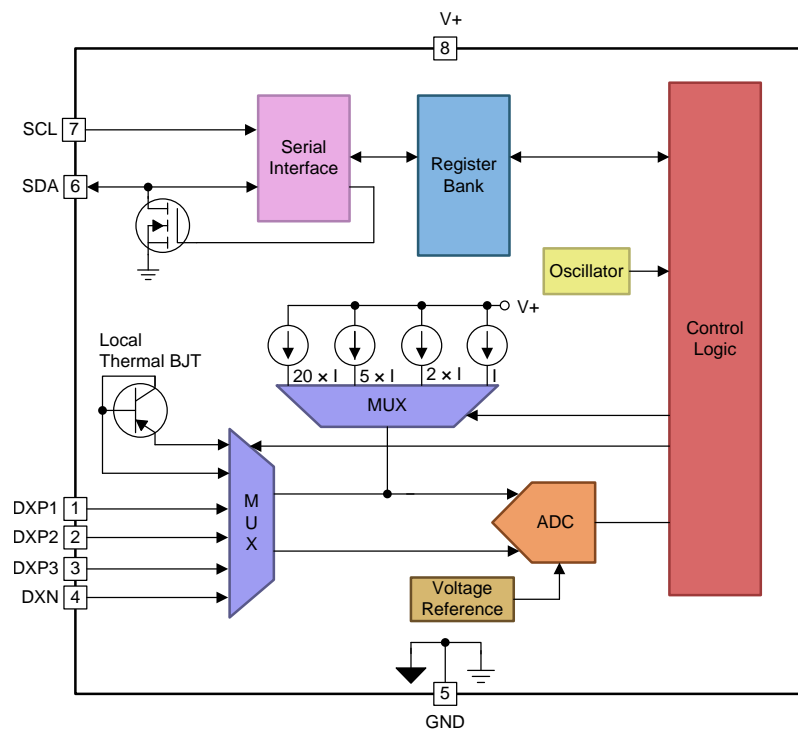 V+
8
SCL
7
Serial
Interface
Register
Bank
SDA
6
Oscillator
V+
Control
Logic
Local
Thermal BJT
20 × I
5 × I
2 × I
I
MUX
M
U
X
DXP1
1
DXP2
2
DXP3
3
DXN
4
ADC
Voltage
Reference
5
GND